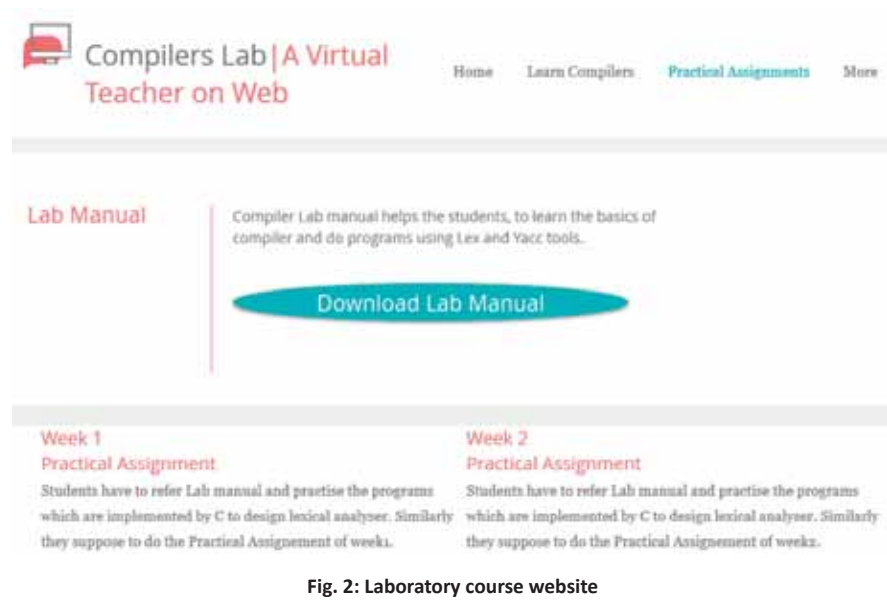 Compilers Lab|A Virtual
Teacher on Web
Home Learn Compilers Practical Assignments More
Lab Manual
Compiler Lab manual helps the students, to learn the basics of
compiler and do programs using Lex and Yacc tools.
Download Lab Manual
Week 1
Practical Assignment
Students have to refer Lab manual and practise the programs
which are implemented by C to design lexical analyser. Similarly
they suppose to do the Practical Assignement of week1.
Week 2
Practical Assignment
Students have to refer Lab manual and practise the programs
which are implemented by C to design lexical analyser. Similarly
they suppose to do the Practical Assignement of week2.
Fig. 2: Laboratory course website